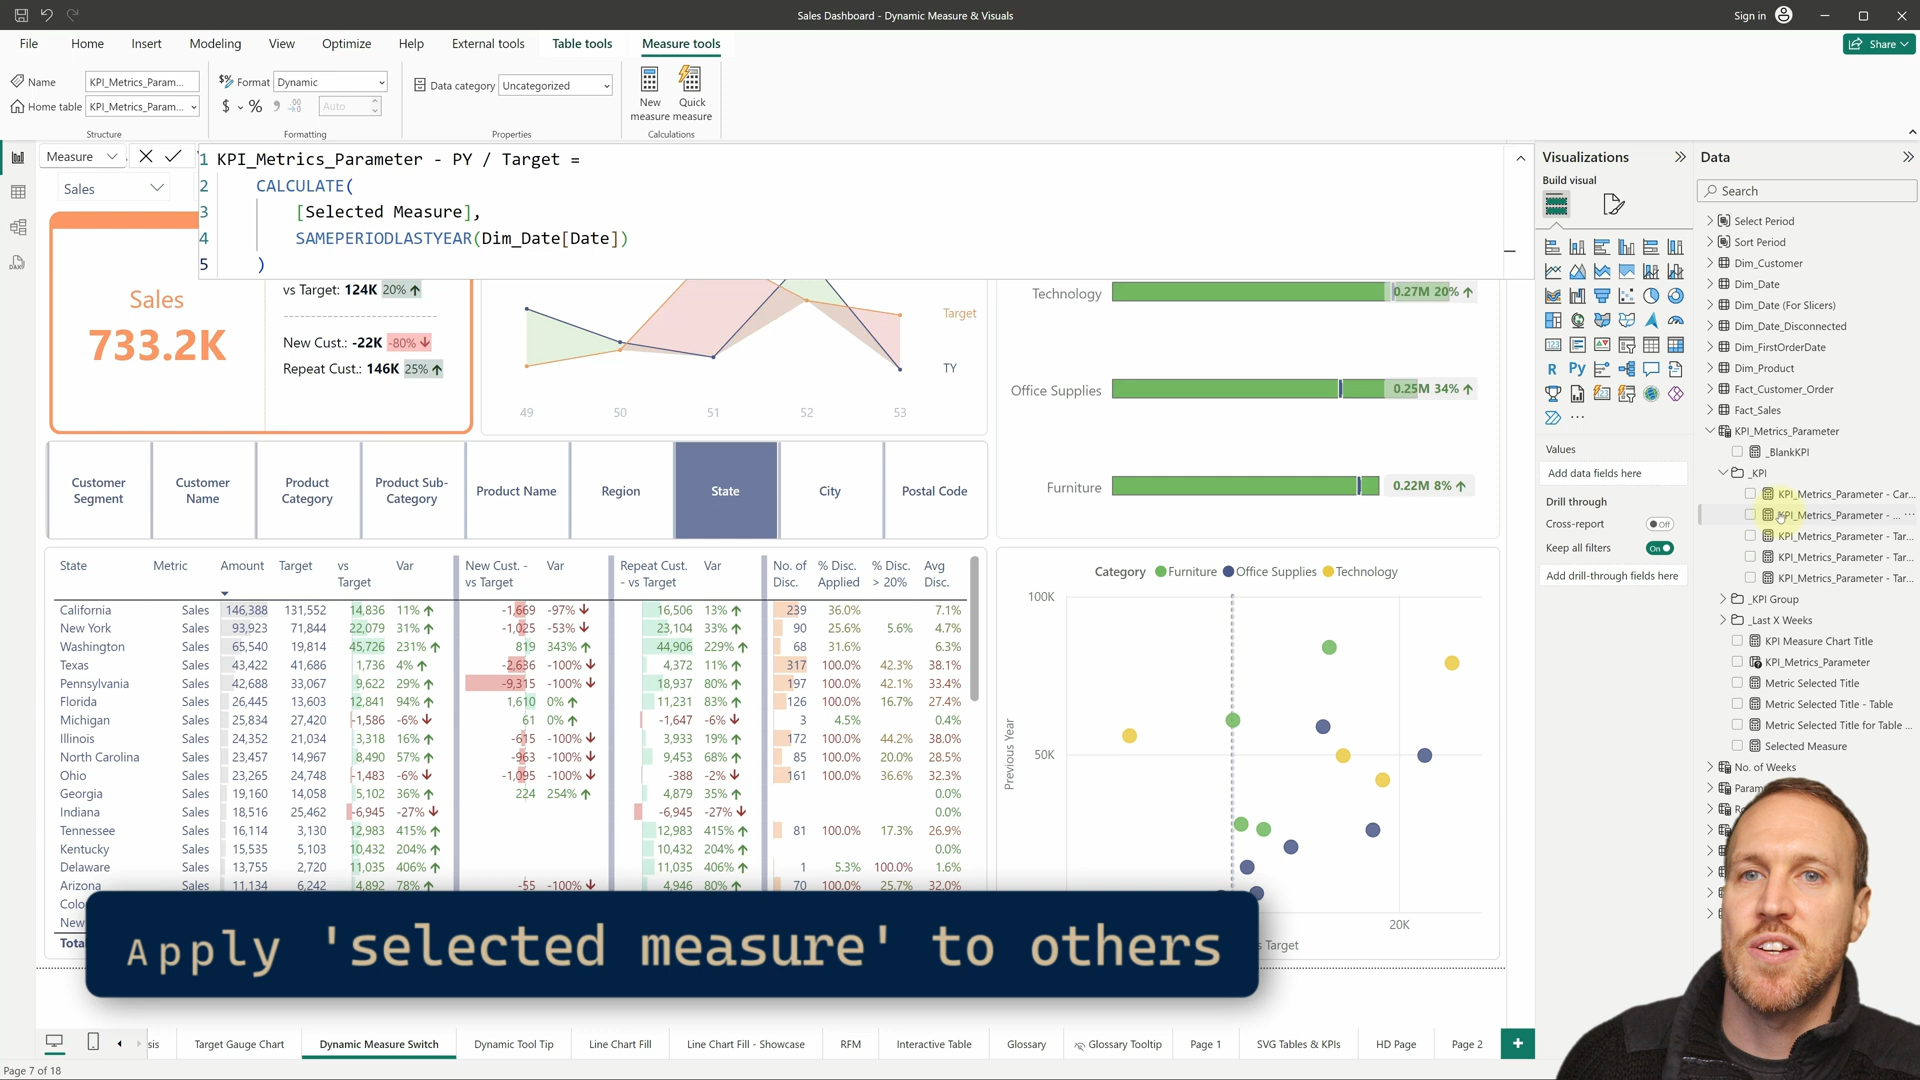 Sales Dashboard - Dynamic Measure & Visuals
Sign in
File
Home
Insert
Modeling
View
Optimize
Help
External tools
Table tools
Measure tools
Share
Name
KPI_Metrics_Param...
Home table
KPI_Metrics_Param...
Structure
Format
Dynamic
$
%
Auto
Formatting
Data category
Uncategorized
Properties
New measure
Quick measure
Calculations
Measure
1 KPI_Metrics_Parameter - PY / Target =
2 CALCULATE(
3 [Selected Measure],
4 SAMEPERIODLASTYEAR(Dim_Date[Date])
5 )
Sales
Sales
733.2K
vs Target: 124K 20%
New Cust.: -22K -80%
Repeat Cust.: 146K 25%
Target
TY
49 50 51 52 53
Technology
0.27M 20%
Office Supplies
0.25M 34%
Furniture
0.22M 8%
Customer Segment
Customer Name
Product Category
Product Sub-Category
Product Name
Region
State
City
Postal Code
State Metric Amount Target vs Target Var New Cust. - vs Target Var Repeat Cust. - vs Target Var No. of Disc. % Disc. Applied % Disc. > 20% Avg Disc.
California Sales 146,388 131,552 14,836 11% -1,669 -97% 16,506 13% 239 36.0% 7.1%
New York Sales 93,923 71,844 22,079 31% -1,025 -53% 23,104 33% 90 25.6% 5.6% 4.7%
Washington Sales 65,540 19,814 45,726 231% 819 343% 44,906 229% 68 31.6% 6.3%
Texas Sales 43,422 41,686 1,736 4% -2,636 -100% 4,372 11% 317 100.0% 42.3% 38.1%
Pennsylvania Sales 42,688 33,067 9,622 29% -9,315 -100% 18,937 80% 197 100.0% 42.1% 33.4%
Florida Sales 26,445 13,603 12,841 94% 1,610 0% 11,231 83% 126 100.0% 16.7% 27.4%
Michigan Sales 25,834 27,420 -1,586 -6% 61 0% -1,647 -6% 3 4.5% 0.4%
Illinois Sales 24,352 21,034 3,318 16% -615 -100% 3,933 19% 172 100.0% 44.2% 38.0%
North Carolina Sales 23,457 14,967 8,490 57% -963 -100% 9,453 68% 85 100.0% 20.0% 28.5%
Ohio Sales 23,265 24,748 -1,483 -6% -1,095 -100% -388 -2% 161 100.0% 36.6% 32.3%
Georgia Sales 19,160 14,058 5,102 36% 224 254% 4,879 35% 0.0%
Indiana Sales 18,516 25,462 -6,945 -27% -6,945 -27% 0.0%
Tennessee Sales 16,114 3,130 12,983 415% 12,983 415% 81 100.0% 17.3% 26.9%
Kentucky Sales 15,535 5,103 10,432 204% 10,432 204% 0.0%
Delaware Sales 13,755 2,720 11,035 406% 11,035 406% 1 5.3% 100.0% 1.6%
Arizona Sales 11,134 6,242 4,892 78% -55 -100% 4,946 80% 70 100.0% 25.7% 32.0%
Colo
New
Tota
Category Furniture Office Supplies Technology
100K
50K
Previous Year
20K
Target
Apply 'selected measure' to others
Visualizations
Build visual
R
Py
Values
Add data fields here
Drill through
Cross-report
Off
Keep all filters
On
Add drill-through fields here
Data
Search
Select Period
Sort Period
Dim_Customer
Dim_Date
Dim_Date (For Slicers)
Dim_Date_Disconnected
Dim_FirstOrderDate
Dim_Product
Fact_Customer_Order
Fact_Sales
KPI_Metrics_Parameter
_BlankKPI
_KPI
KPI_Metrics_Parameter - Car...
KPI_Metrics_Parameter - ...
KPI_Metrics_Parameter - Tar...
KPI_Metrics_Parameter - Tar...
KPI_Metrics_Parameter - Tar...
_KPI Group
_Last X Weeks
KPI Measure Chart Title
KPI_Metrics_Parameter
Metric Selected Title
Metric Selected Title - Table
Metric Selected Title for Table ...
Selected Measure
No. of Weeks
Param
sis
Target Gauge Chart
Dynamic Measure Switch
Dynamic Tool Tip
Line Chart Fill
Line Chart Fill - Showcase
RFM
Interactive Table
Glossary
Glossary Tooltip
Page 1
SVG Tables & KPIs
HD Page
Page 2
Page 7 of 18